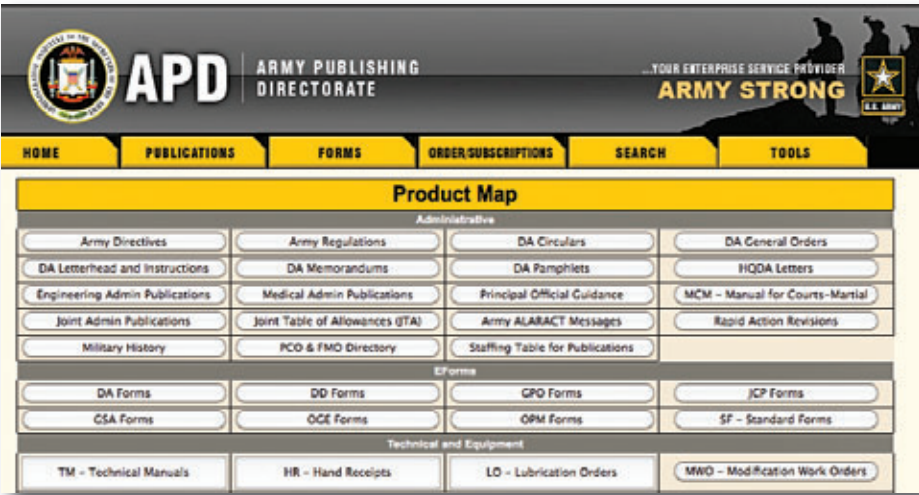 APD
ARMY PUBLISHING
DIRECTORATE
...YOUR ENTERPRISE SERVICE PROVIDER
ARMY STRONG
U.S. ARMY
HOME PUBLICATIONS FORMS ORDER/SUBSCRIPTIONS SEARCH TOOLS
Product Map
Administrative
Army Directives Army Regulations DA Circulars DA General Orders
DA Letterhead and Instructions DA Memorandums DA Pamphlets HQDA Letters
Engineering Admin Publications Medical Admin Publications Principal Official Guidance MCM - Manual for Courts-Martial
Joint Admin Publications Joint Table of Allowances (JTA) Army ALARACT Messages Rapid Action Revisions
Military History PCO & FMO Directory Staffing Table for Publications
EForms
DA Forms DD Forms GPO Forms JCP Forms
GSA Forms OGE Forms OPM Forms SF - Standard Forms
Technical and Equipment
TM - Technical Manuals HR - Hand Receipts LO - Lubrication Orders MWO - Modification Work Orders